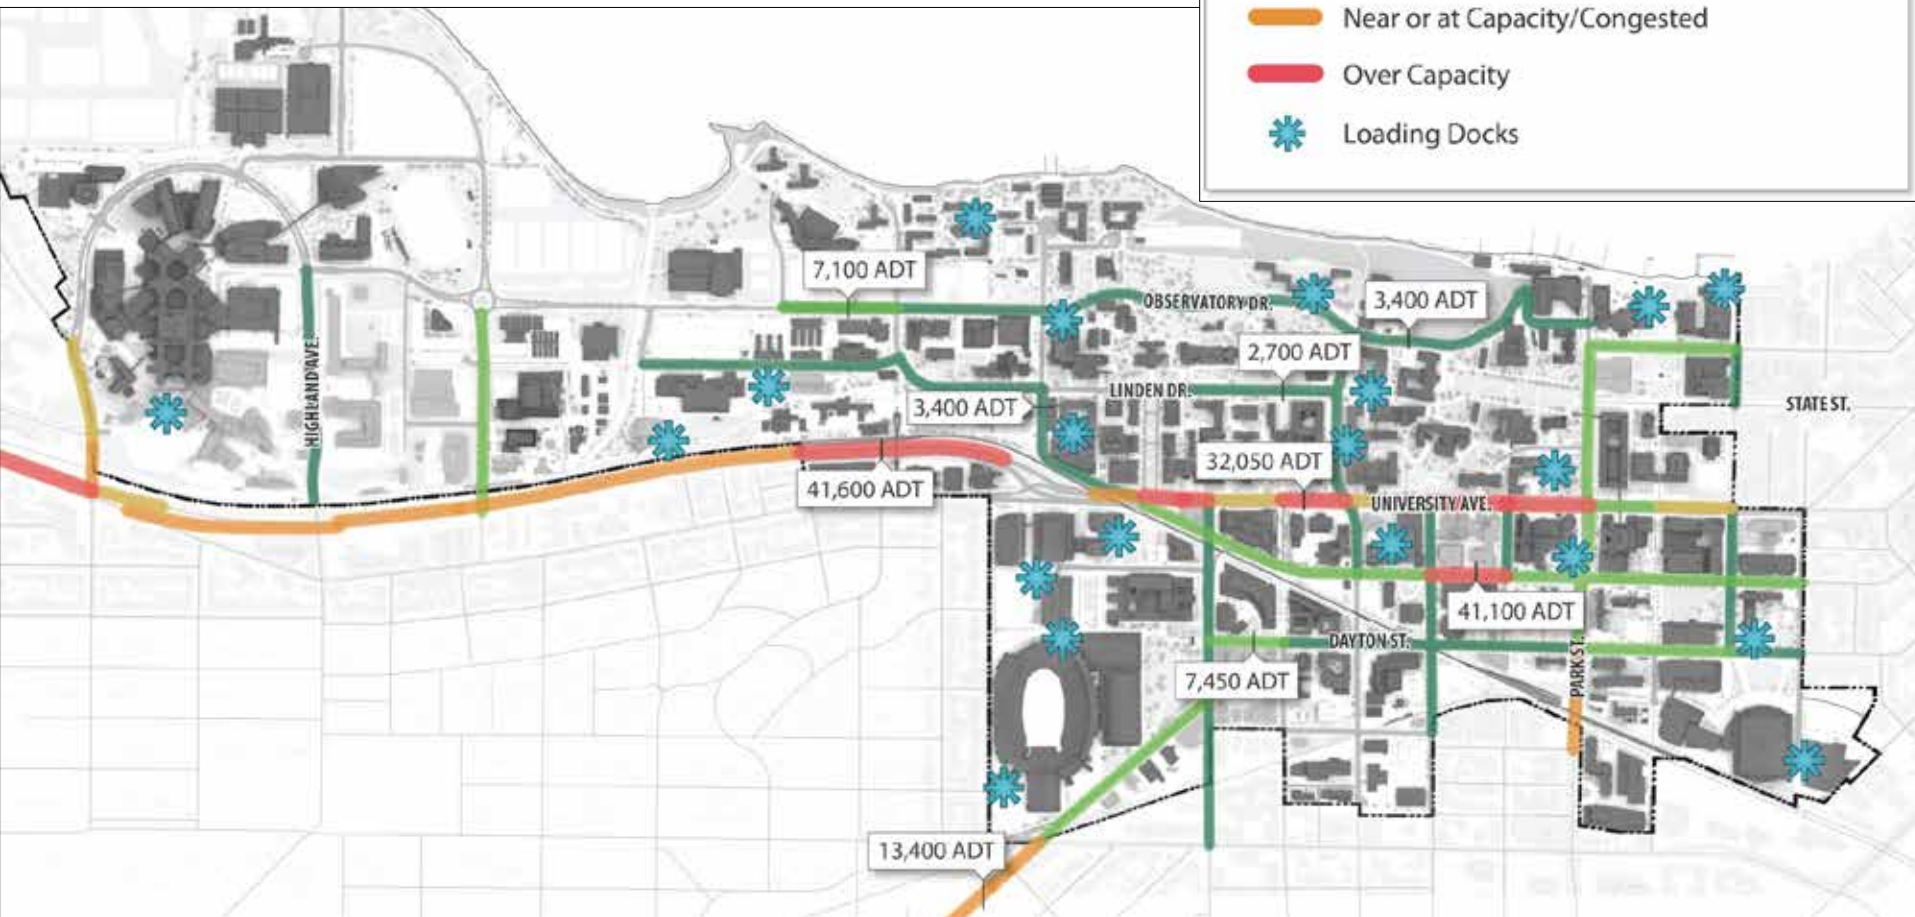 Near or at Capacity/Congested
Over Capacity
Loading Docks
7,100 ADT
OBSERVATORY DR.
3,400 ADT
2,700 ADT
HIGHLAND AVE.
LINDEN DR.
3,400 ADT
STATE ST.
32,050 ADT
41,600 ADT
UNIVERSITY AVE.
41,100 ADT
DAYTON ST.
PARK ST.
7,450 ADT
13,400 ADT